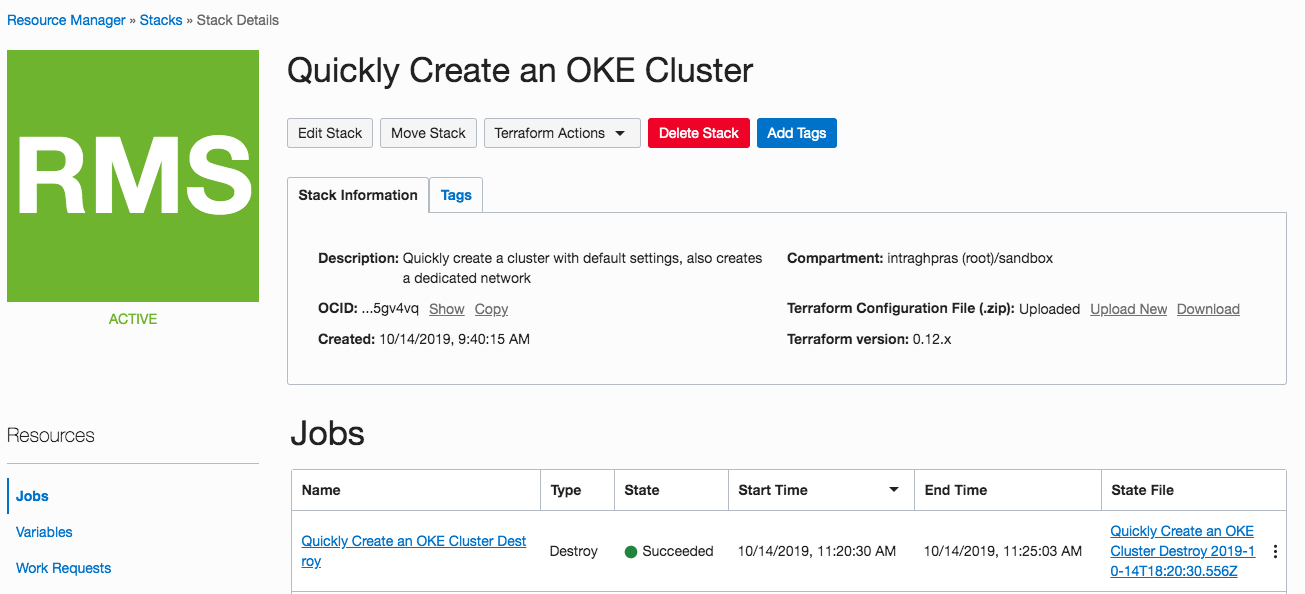 Resource Manager » Stacks » Stack Details
RMS
ACTIVE
Quickly Create an OKE Cluster
Edit Stack Move Stack Terraform Actions Delete Stack Add Tags
Stack Information Tags
Description: Quickly create a cluster with default settings, also creates
a dedicated network
OCID: ...5gv4vq Show Copy
Created: 10/14/2019, 9:40:15 AM
Compartment: intraghpras (root)/sandbox
Terraform Configuration File (.zip): Uploaded Upload New Download
Terraform version: 0.12.x
Resources
Jobs
Variables
Work Requests
Jobs
Name Type State Start Time End Time State File
Quickly Create an OKE Cluster Dest
roy
Destroy
Succeeded
10/14/2019, 11:20:30 AM
10/14/2019, 11:25:03 AM
Quickly Create an OKE
Cluster Destroy 2019-1
0-14T18:20:30.556Z